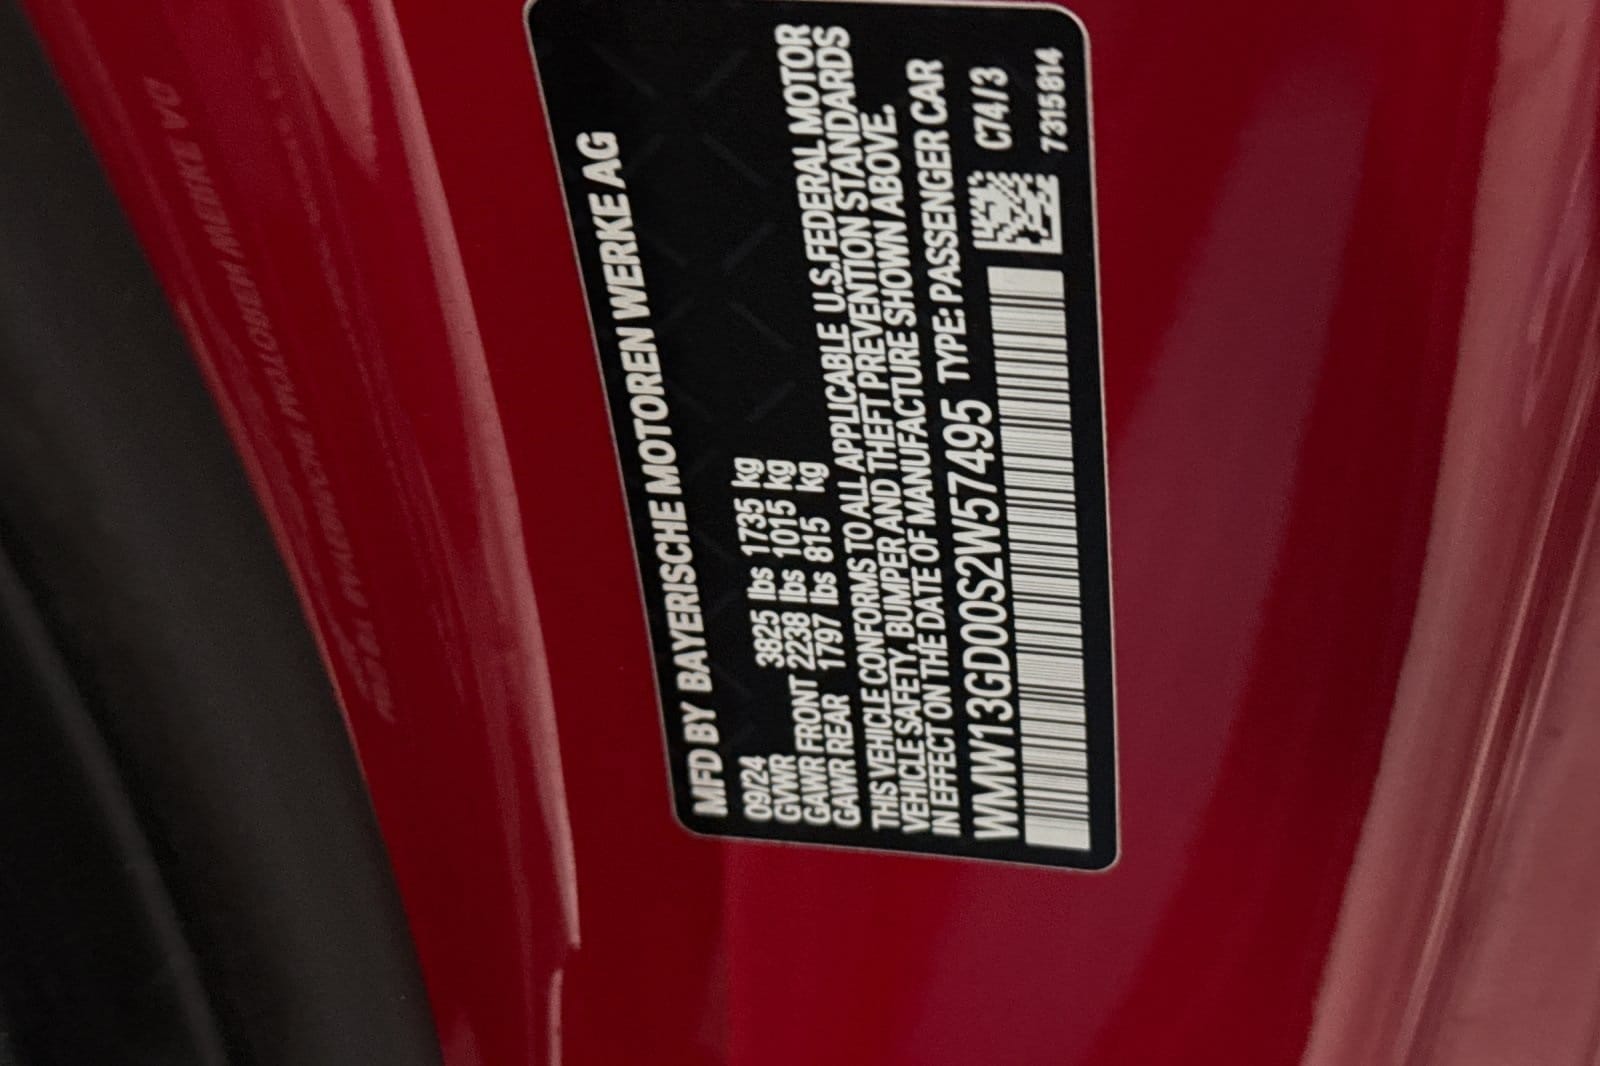 MFD BY BAYERISCHE MOTOREN WERKE AG
09/24
GVWR 3825 lbs 1735 kg
GAWR FRONT 2238 lbs 1015 kg
GAWR REAR 1797 lbs 815 kg
THIS VEHICLE CONFORMS TO ALL APPLICABLE U.S.FEDERAL MOTOR
VEHICLE SAFETY, BUMPER AND THEFT PREVENTION STANDARDS
IN EFFECT ON THE DATE OF MANUFACTURE SHOWN ABOVE.
WMW13GD00S2W57495 TYPE: PASSENGER CAR
C74/3
7315814